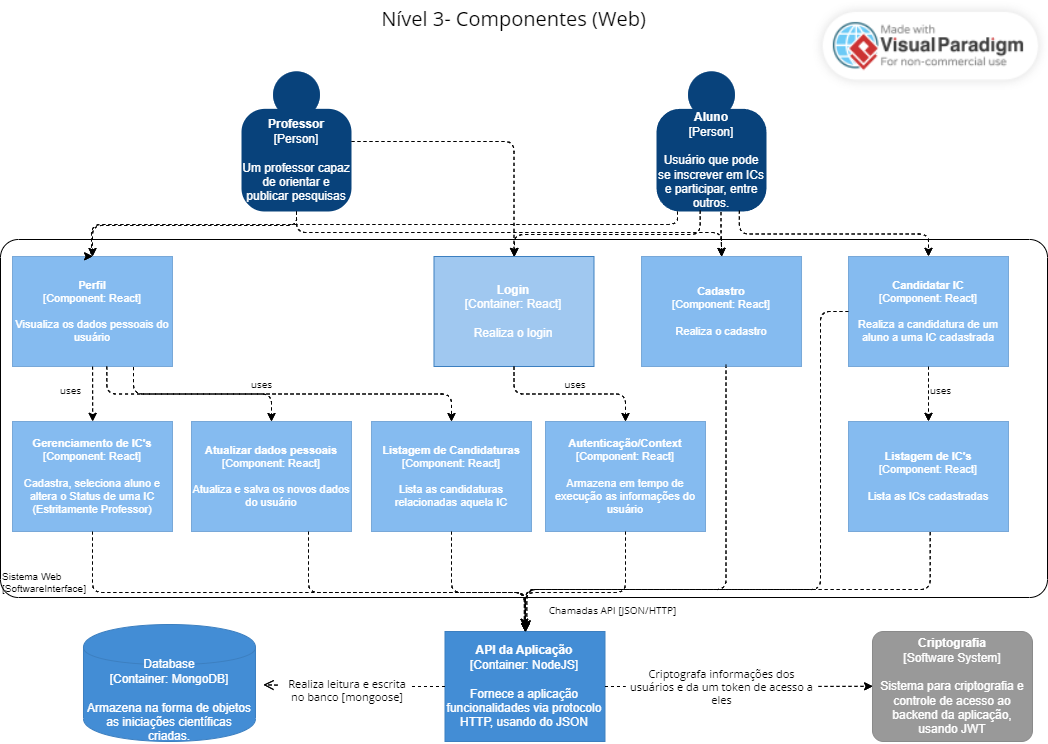 Nível 3- Componentes (Web)
Made with
Visual Paradigm
For non-commercial use
Professor
[Person]
Um professor capaz
de orientar e
publicar pesquisas
Aluno
[Person]
Usuário que pode
se inscrever em ICs
e participar, entre
outros.
Perfil
[Component: React]
Visualiza os dados pessoais do
usuário
Login
[Container: React]
Realiza o login
Cadastro
[Component: React]
Realiza o cadastro
Candidatar IC
[Component: React]
Realiza a candidatura de um
aluno a uma IC cadastrada
uses
uses
uses
uses
Gerenciamento de IC's
[Component: React]
Cadastra, seleciona aluno e
altera o Status de uma IC
(Estritamente Professor)
Atualizar dados pessoais
[Component: React]
Atualiza e salva os novos dados
do usuário
Listagem de Candidaturas
[Component: React]
Lista as candidaturas
relacionadas aquela IC
Autenticação/Context
[Component: React]
Armazena em tempo de
execução as informações do
usuário
Listagem de IC's
[Component: React]
Lista as ICs cadastradas
Sistema Web
[SoftwareInterface]
Chamadas API [JSON/HTTP]
Database
[Container: MongoDB]
Armazena na forma de objetos
as iniciações científicas
criadas.
Realiza leitura e escrita
no banco [mongoose]
API da Aplicação
[Container: NodeJS]
Fornece a aplicação
funcionalidades via protocolo
HTTP, usando do JSON
Criptografa informações dos
usuários e da um token de acesso a
eles
Criptografia
[Software System]
Sistema para criptografia e
controle de acesso ao
backend da aplicação,
usando JWT